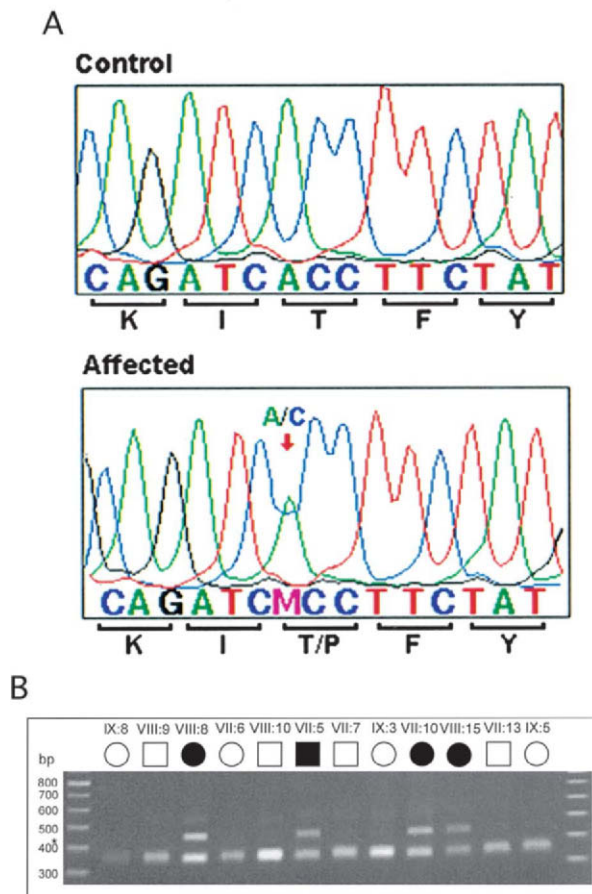 A
Control
CAGATCACCTTCTAT
K I T F Y
Affected
A/C
CAGATCMCCTTCTAT
K I T/P F Y
B
IX:8 VIII:9 VIII:8 VII:6 VIII:10 VII:5 VII:7 IX:3 VII:10 VIII:15 VII:13 IX:5
bp
800
700
600
500
*
400
300